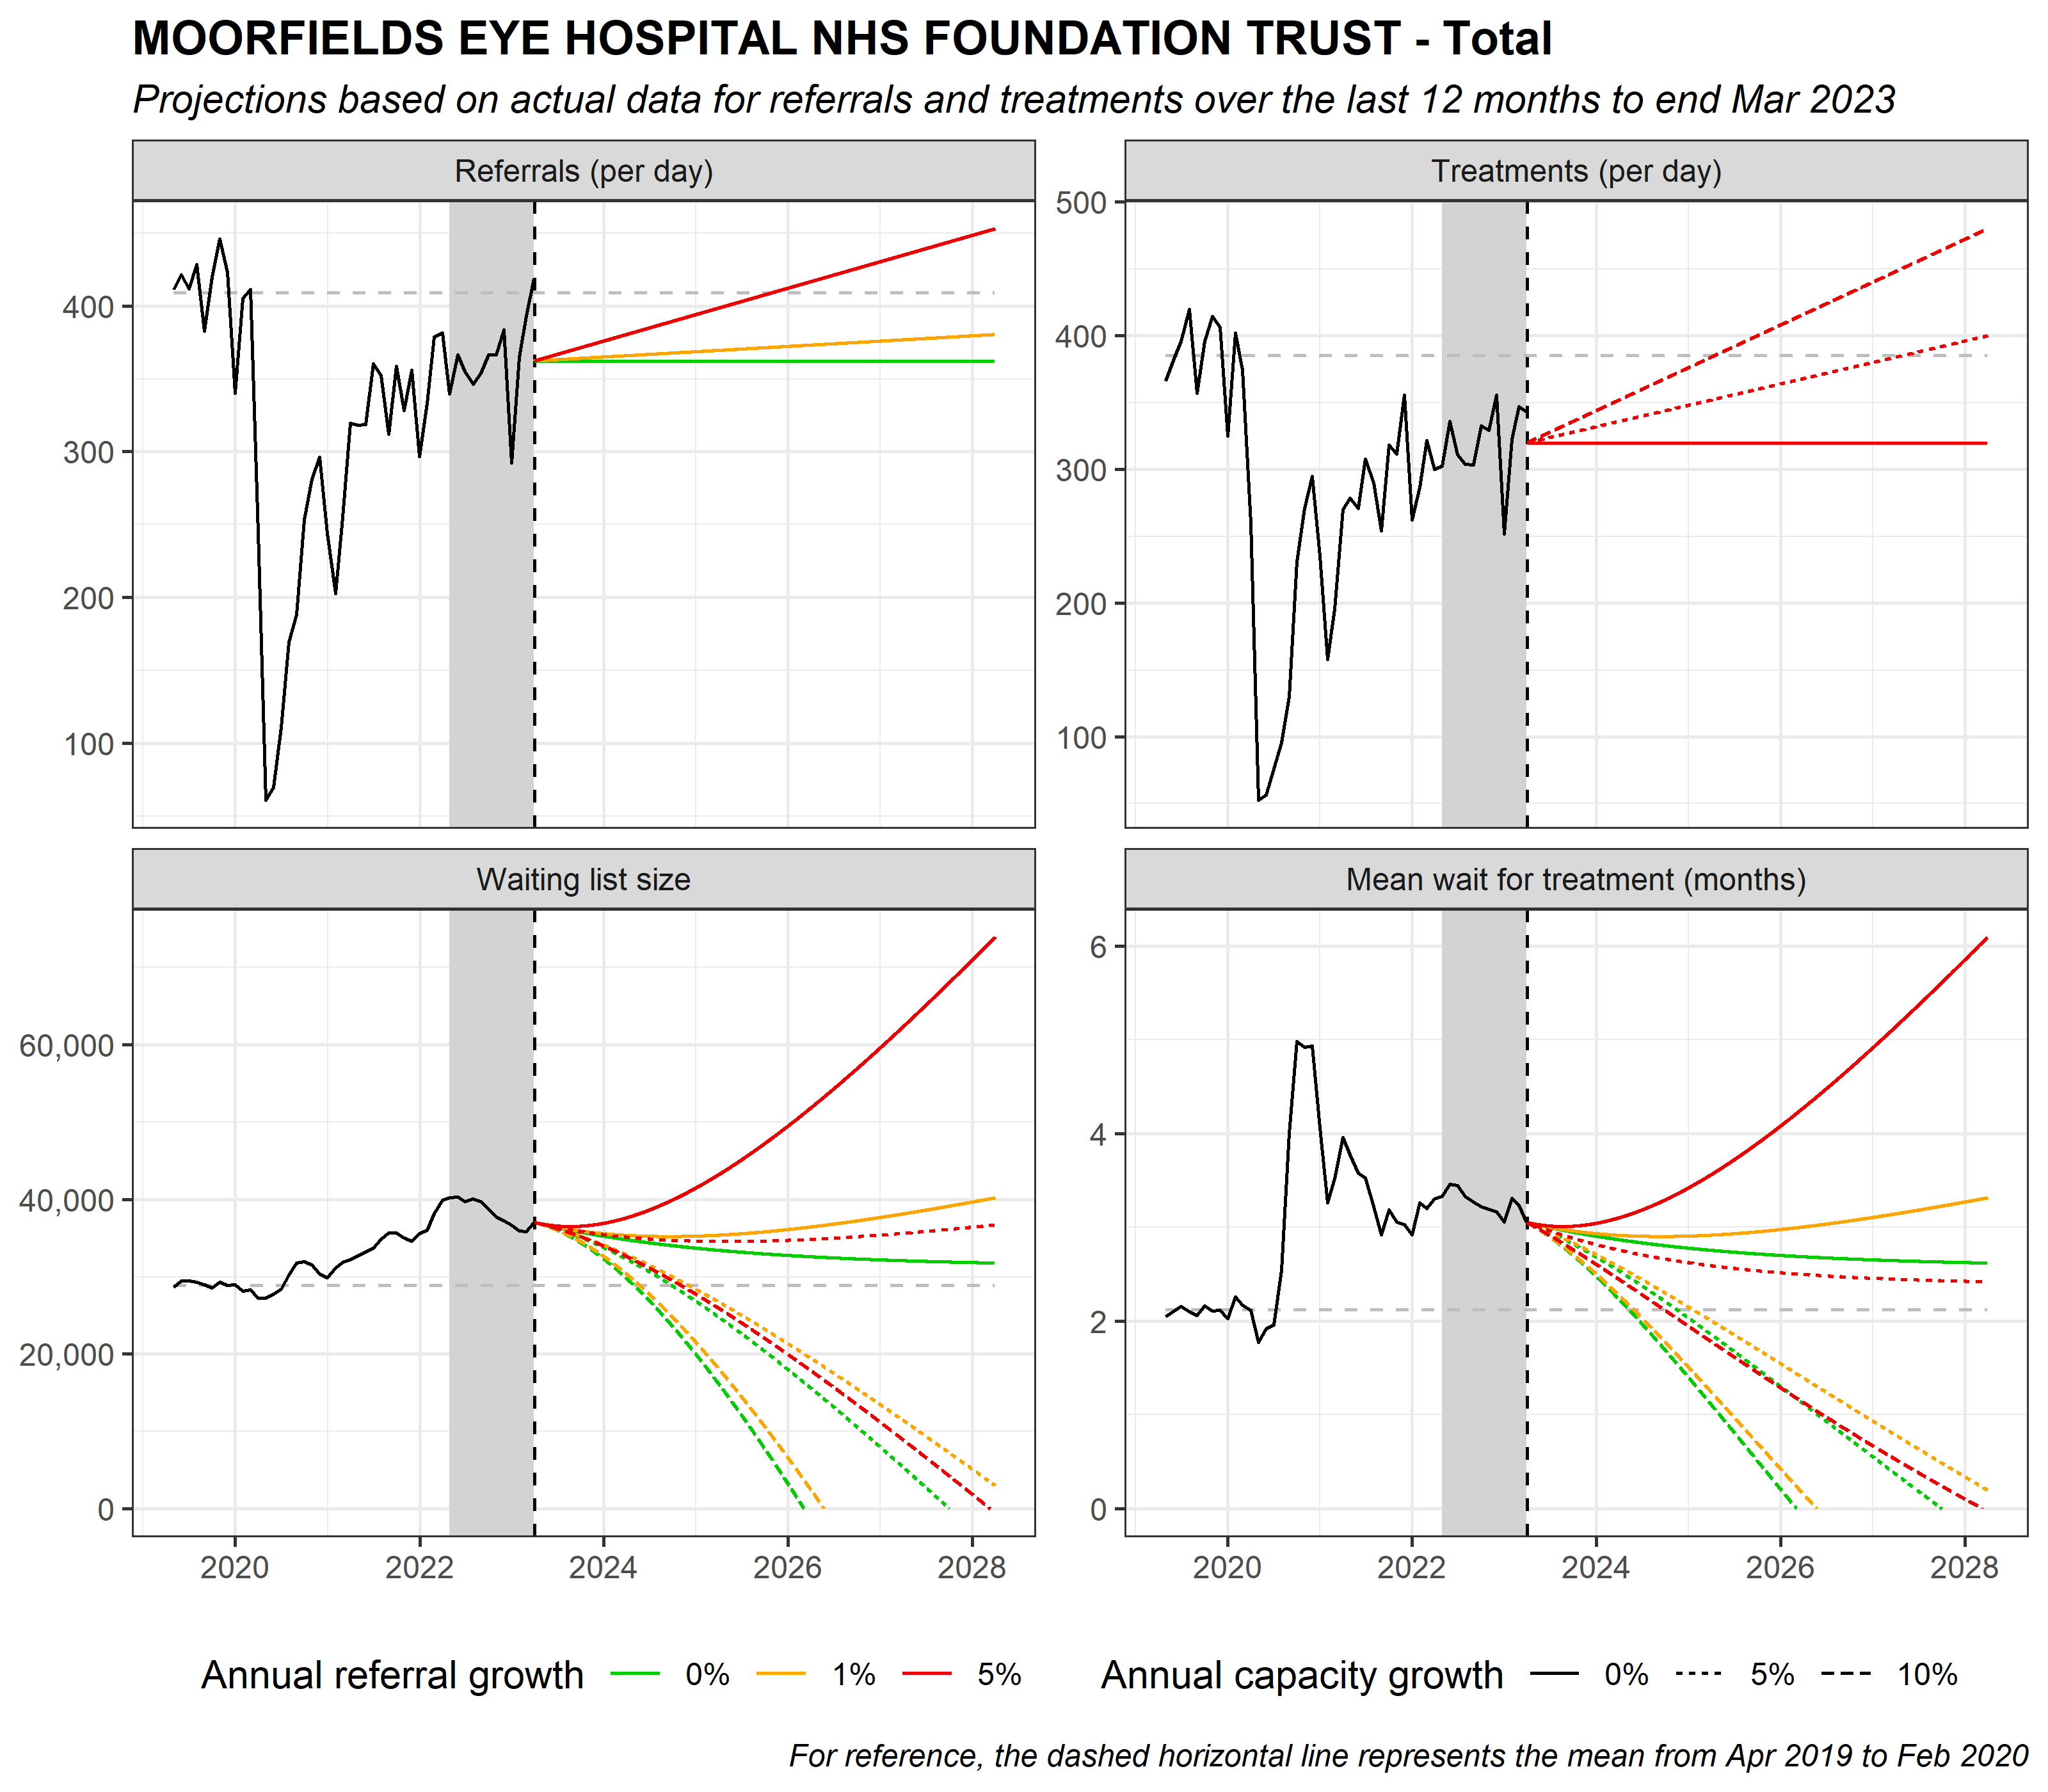 MOORFIELDS EYE HOSPITAL NHS FOUNDATION TRUST - Total
Projections based on actual data for referrals and treatments over the last 12 months to end Mar 2023
Referrals (per day)
400
300
200
100
Treatments (per day)
500
400
300
200
100
Waiting list size
60,000
40,000
20,000
0
2020 2022 2024 2026 2028
Mean wait for treatment (months)
6
4
2
0
2020 2022 2024 2026 2028
Annual referral growth 0% 1% 5%
Annual capacity growth 0% 5% 10%
For reference, the dashed horizontal line represents the mean from Apr 2019 to Feb 2020